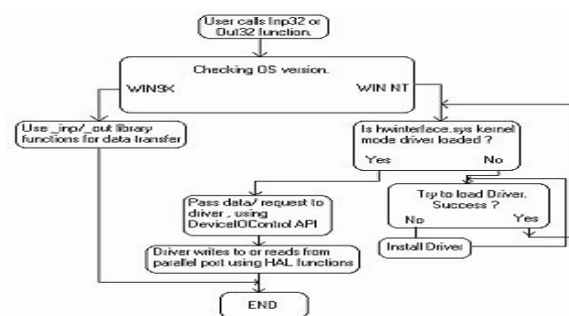 User calls Inp32 or
Out32 function.
Checking OS version.
WIN9X
WIN NT
Use _inp/_out library
functions for data transfer
Is hwinterface.sys kernel
mode driver loaded ?
Yes
No
Pass data/ request to
driver , using
DeviceIOControl API
Try to load Driver.
Success ?
No
Yes
Install Driver
Driver writes to or reads from
parallel port using HAL functions
END